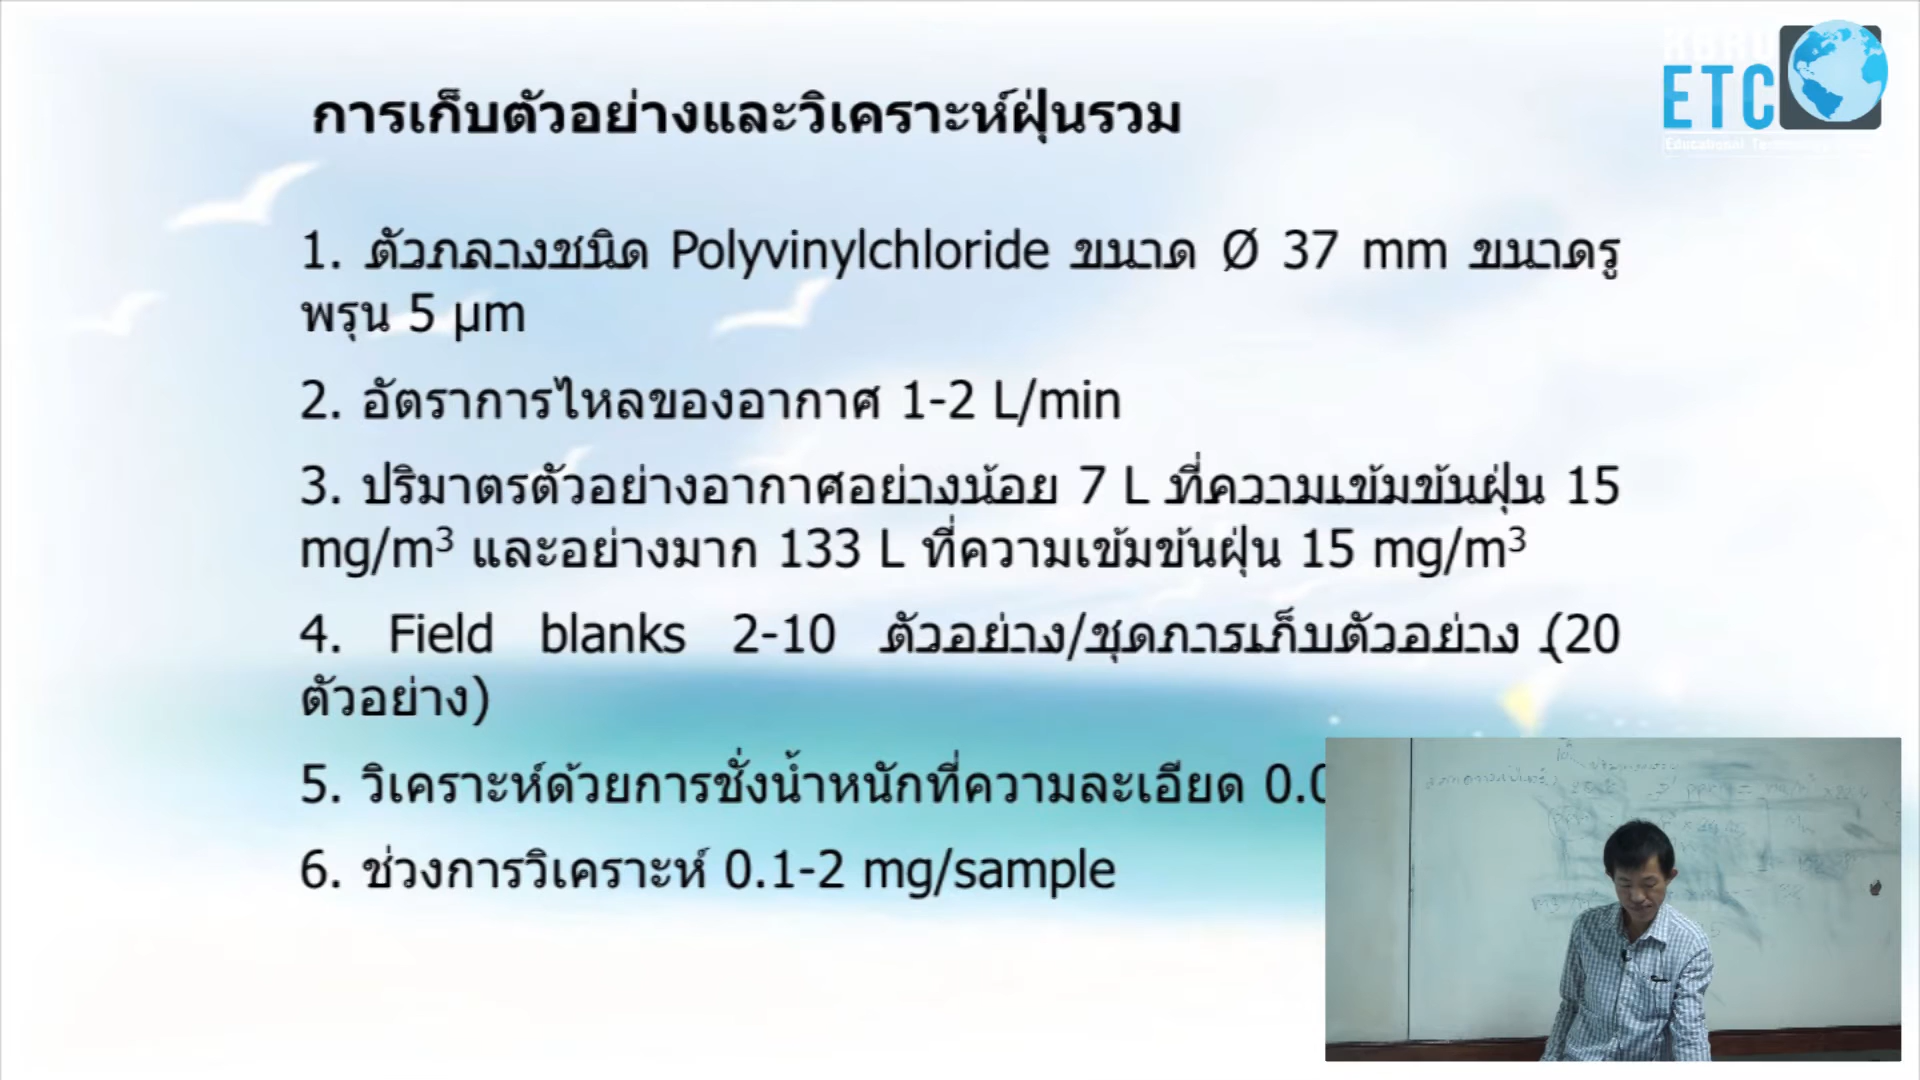 การเก็บตัวอย่างและวิเคราะห์ฝุ่นรวม
ETC
1. ตัวกลางชนิด Polyvinylchloride ขนาด Ø 37 mm ขนาดรู
พรุน 5 µm
2. อัตราการไหลของอากาศ 1-2 L/min
3. ปริมาตรตัวอย่างอากาศอย่างน้อย 7 L ที่ความเข้มข้นฝุ่น 15
mg/m³ และอย่างมาก 133 L ที่ความเข้มข้นฝุ่น 15 mg/m³
4. Field blanks 2-10 ตัวอย่าง/ชุดการเก็บตัวอย่าง (20
ตัวอย่าง)
5. วิเคราะห์ด้วยการชั่งน้ำหนักที่ความละเอียด
6. ช่วงการวิเคราะห์ 0.1-2 mg/sample